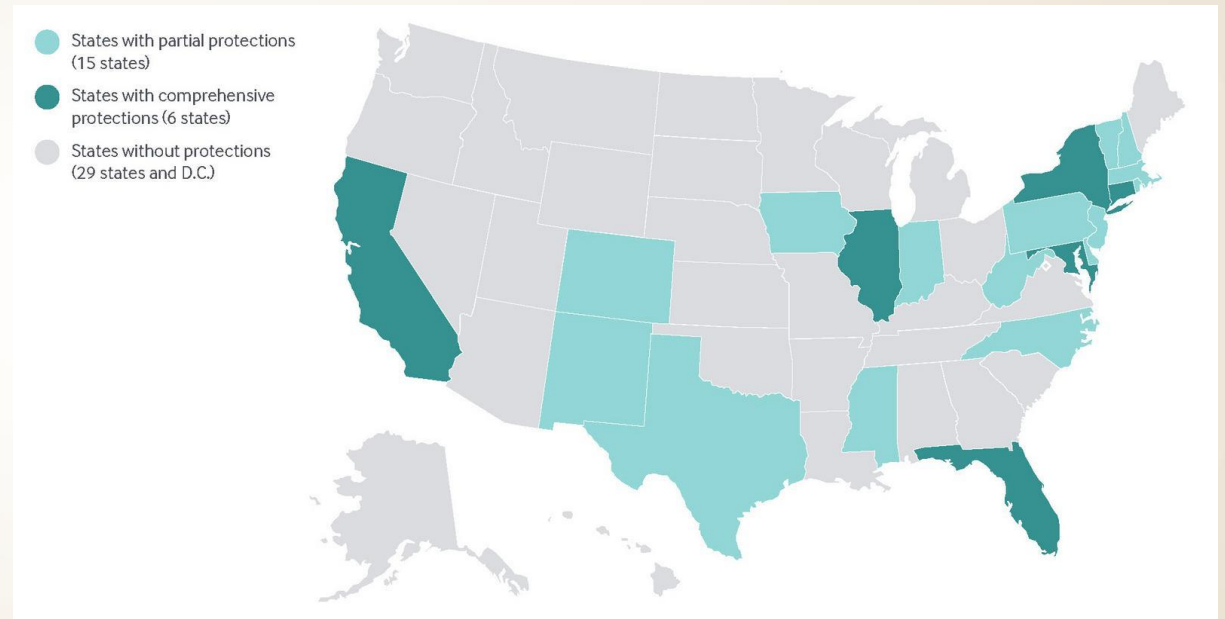 States with partial protections
(15 states)
States with comprehensive
protections (6 states)
States without protections
(29 states and D.C.)